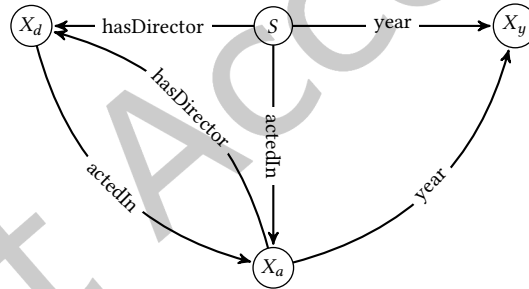 X_d hasDirector S year X_y
hasDirector
actedIn
actedIn
year
X_a